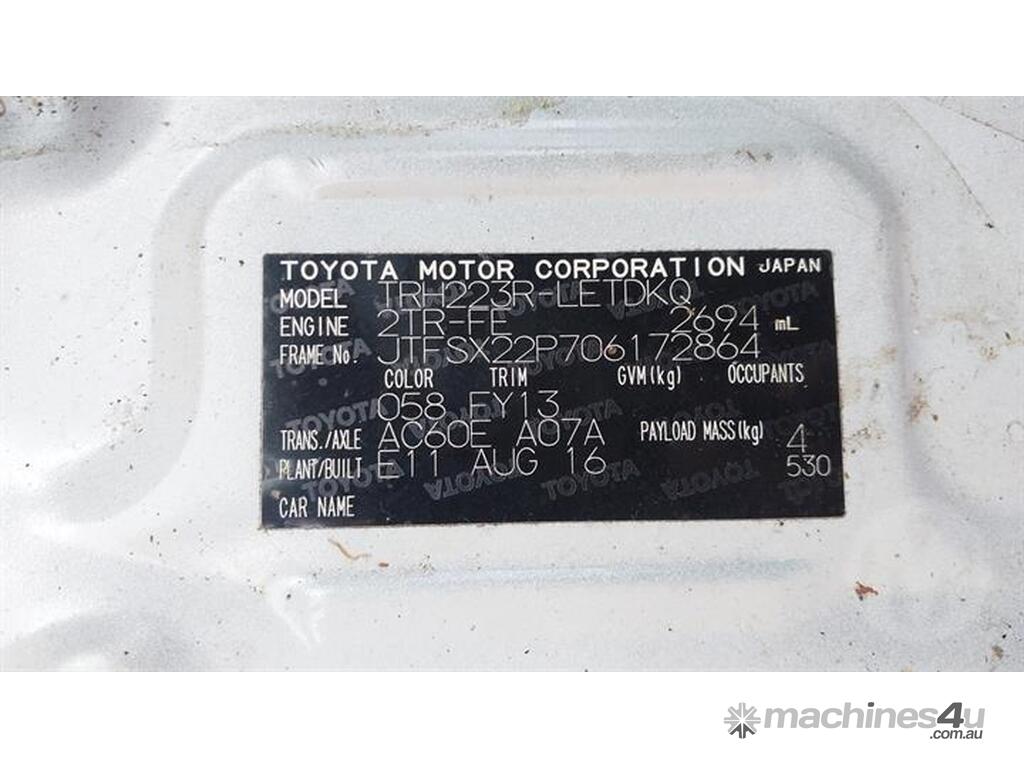 TOYOTA MOTOR CORPORATION JAPAN
MODEL TRH223R-LETDKQ
ENGINE 2TR-FE 2694 mL
FRAME No. JTFSX22P706172864
COLOR TRIM GVM(kg) OCCUPANTS
058 FY13
TRANS./AXLE AC60E A07A PAYLOAD MASS(kg) 4
PLANT/BUILT E11 AUG 16 530
CAR NAME
machines4u
.com.au